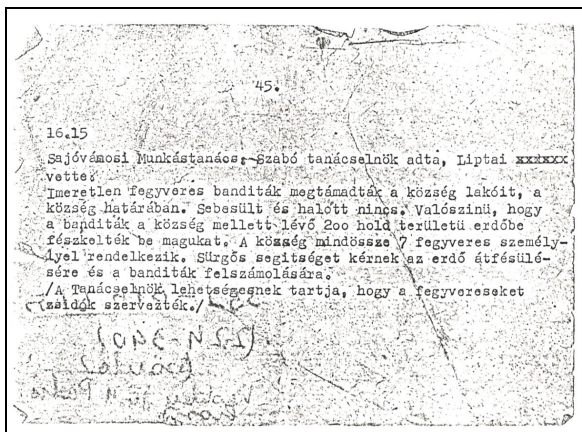 45.
16.15
Sajóvámosi Munkástanács:-Szabó tanácselnök adta, Liptai xxxxxxx
vette:
Imeretlen fegyveres banditák megtámadták a község lakóit, a
község határában. Sebesült és halott nincs. Valószinü, hogy
a banditák a község mellett lévő 2oo hold területü erdőbe
fészkelték be magukat. A község mindössze 7 fegyveres személy-
lyel rendelkezik. Sürgős segitséget kérnek az erdő átfésülé-
sére és a banditák felszámolására.
/A Tanácselnök lehetségesnek tartja, hogy a fegyvereseket
zsidók szervezték./